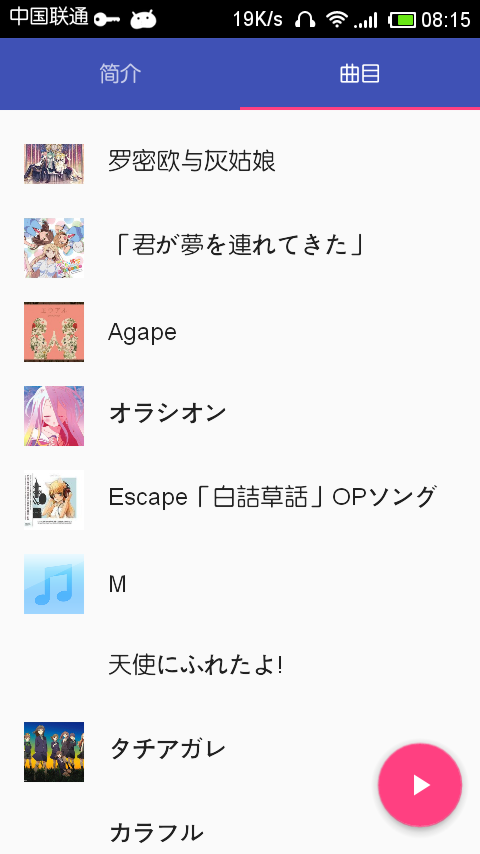 中国联通 19K/s 08:15
简介 曲目
罗密欧与灰姑娘
「君が夢を連れてきた」
Agape
オラシオン
Escape「白詰草話」OPソング
M
天使にふれたよ!
タチアガレ
カラフル